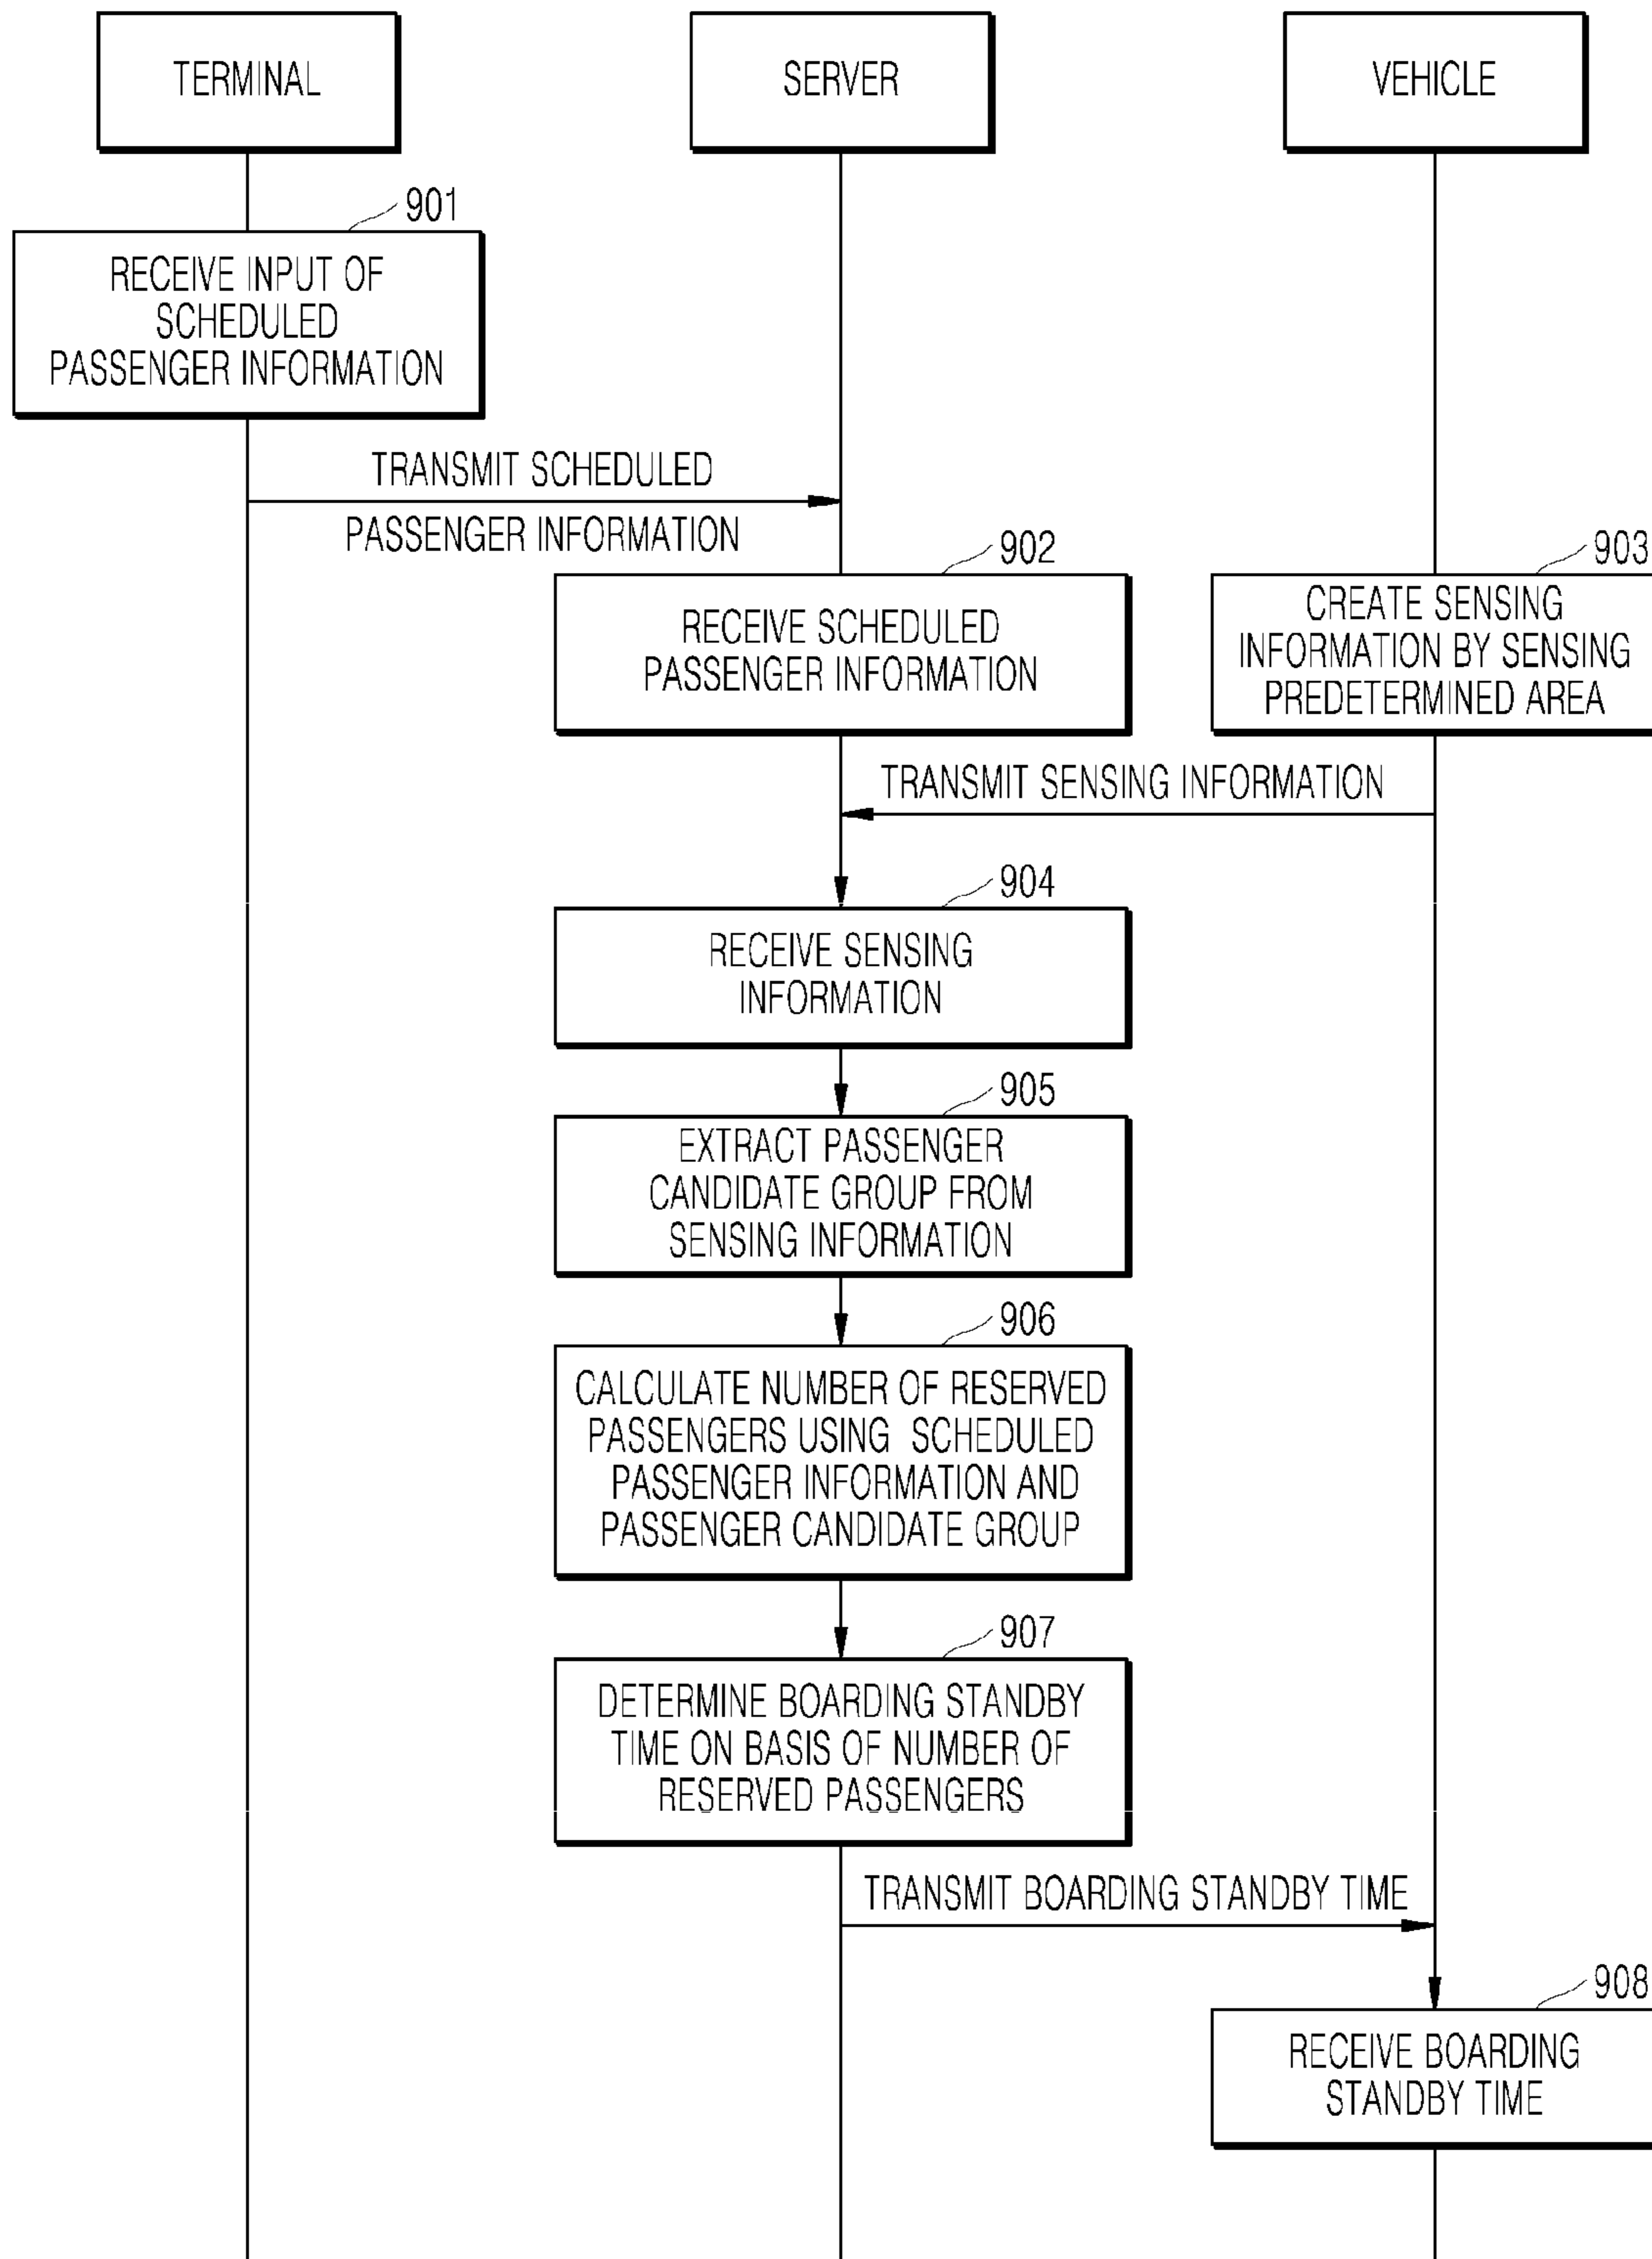 TERMINAL
SERVER
VEHICLE
901
RECEIVE INPUT OF
SCHEDULED
PASSENGER INFORMATION
TRANSMIT SCHEDULED
PASSENGER INFORMATION
902
RECEIVE SCHEDULED
PASSENGER INFORMATION
903
CREATE SENSING
INFORMATION BY SENSING
PREDETERMINED AREA
TRANSMIT SENSING INFORMATION
904
RECEIVE SENSING
INFORMATION
905
EXTRACT PASSENGER
CANDIDATE GROUP FROM
SENSING INFORMATION
906
CALCULATE NUMBER OF RESERVED
PASSENGERS USING SCHEDULED
PASSENGER INFORMATION AND
PASSENGER CANDIDATE GROUP
907
DETERMINE BOARDING STANDBY
TIME ON BASIS OF NUMBER OF
RESERVED PASSENGERS
TRANSMIT BOARDING STANDBY TIME
908
RECEIVE BOARDING
STANDBY TIME